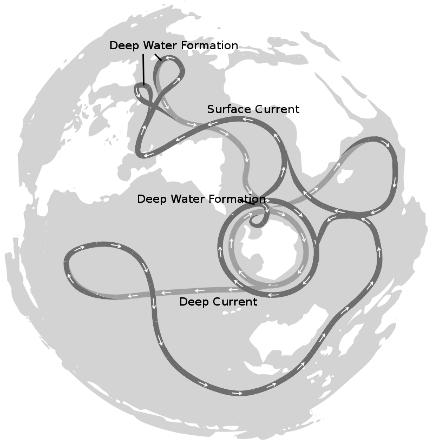 Deep Water Formation
Surface Current
Deep Water Formation
Deep Current